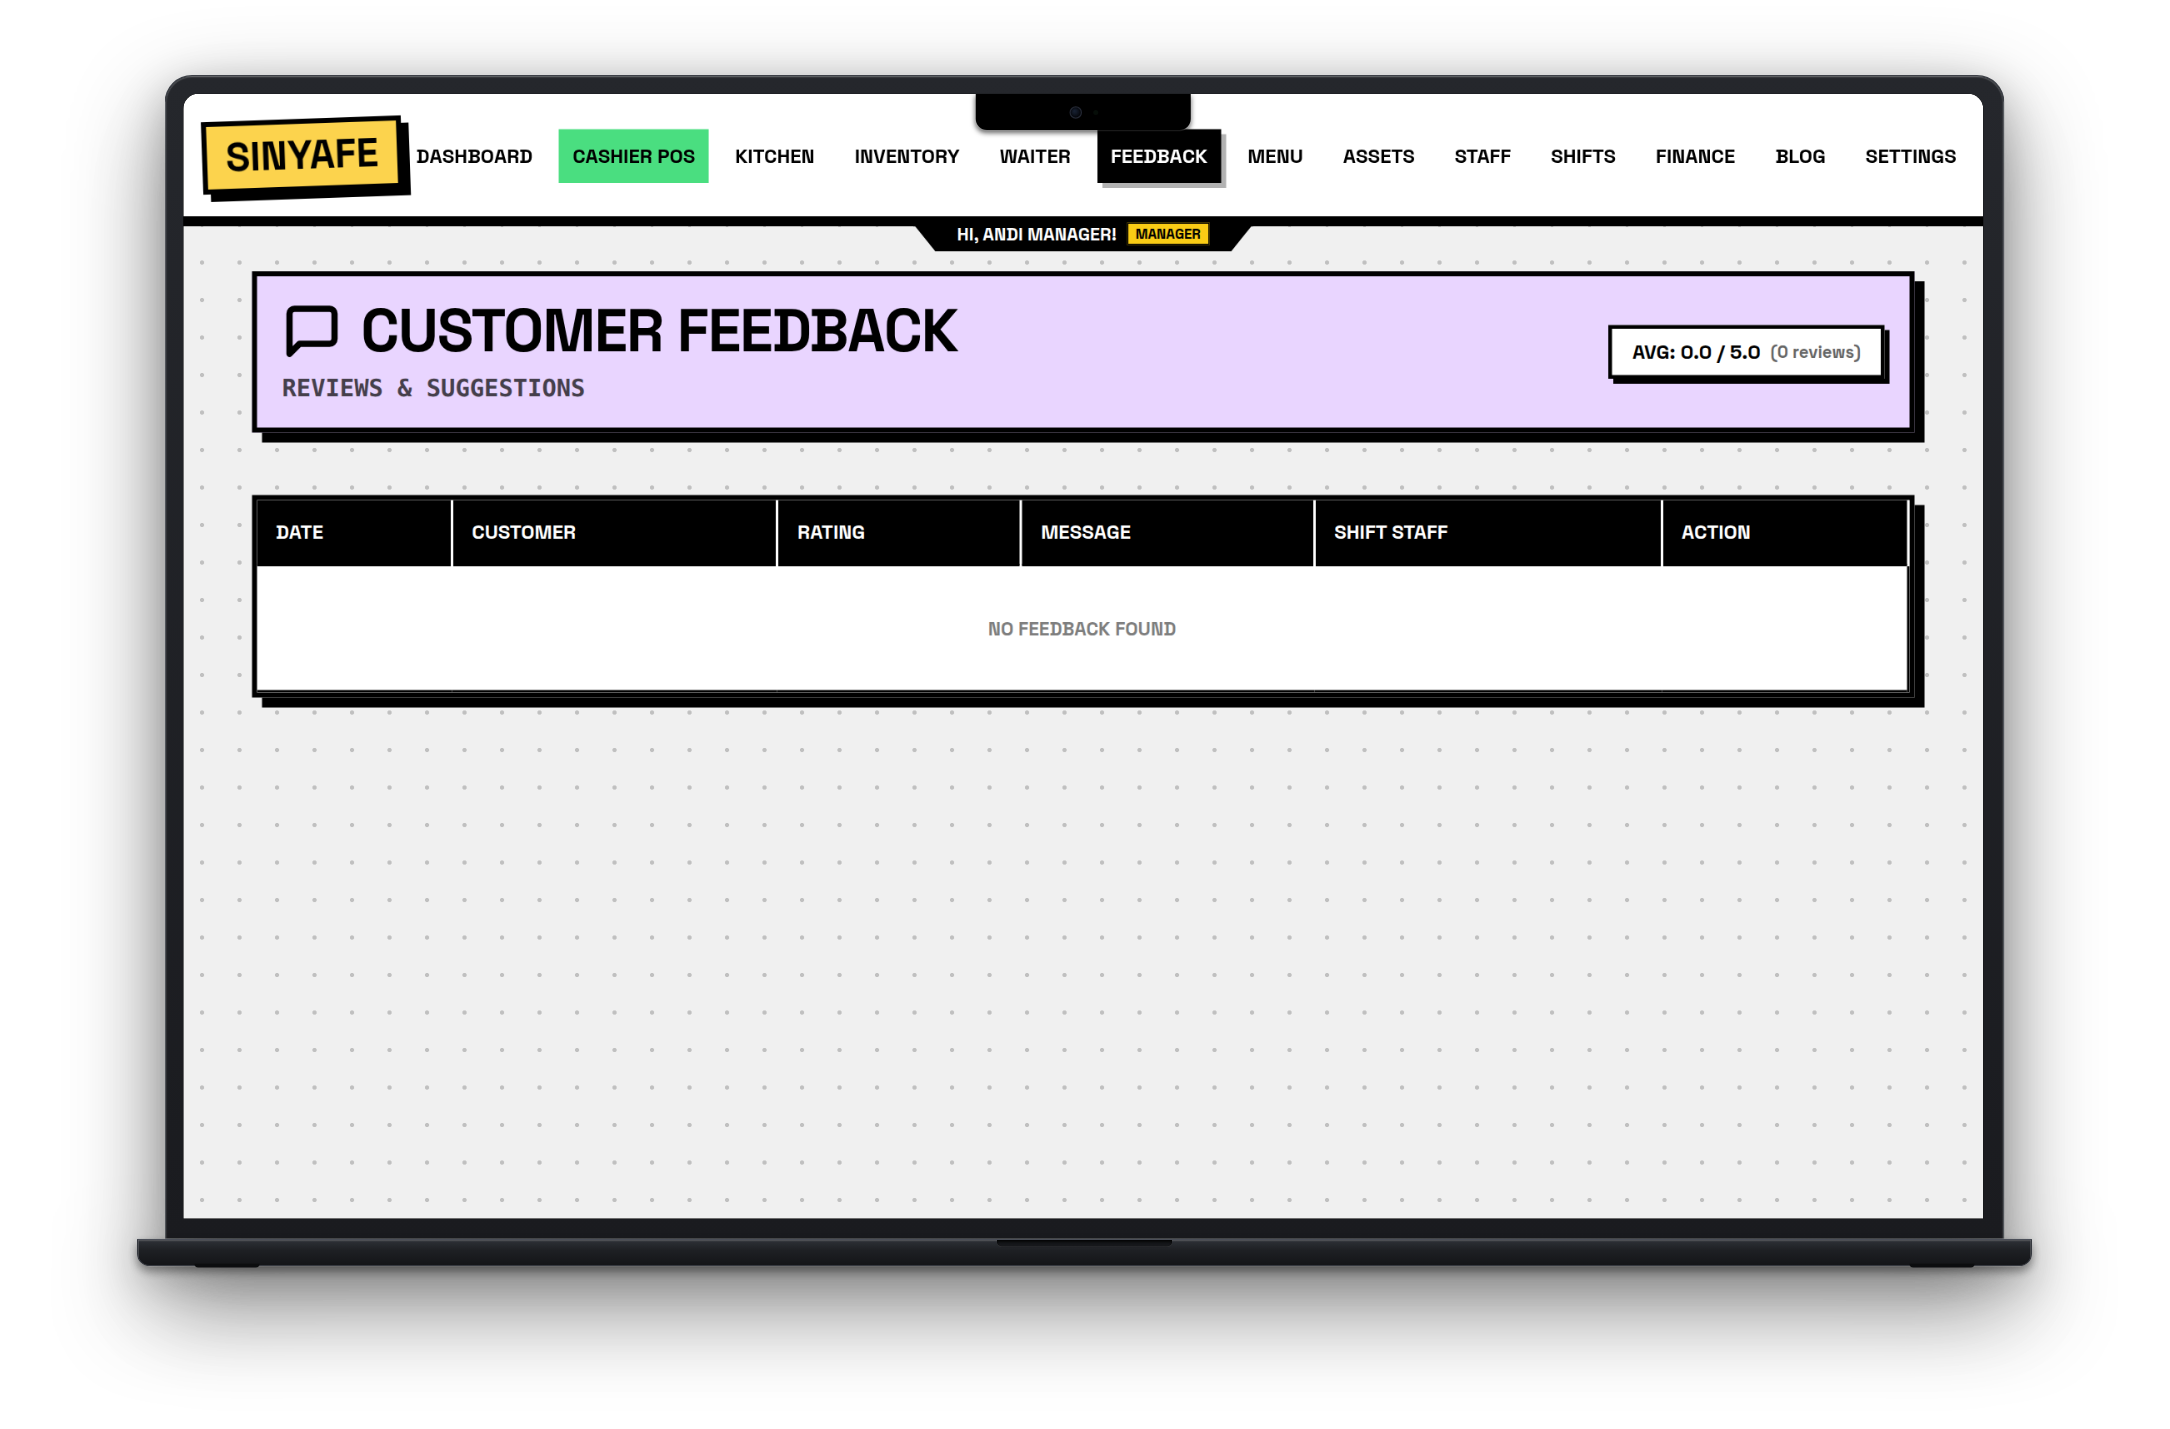 SINYAFE
DASHBOARD CASHIER POS KITCHEN INVENTORY WAITER FEEDBACK MENU ASSETS STAFF SHIFTS FINANCE BLOG SETTINGS
HI, ANDI MANAGER! MANAGER
CUSTOMER FEEDBACK
REVIEWS & SUGGESTIONS
AVG: 0.0 / 5.0 (0 reviews)
DATE CUSTOMER RATING MESSAGE SHIFT STAFF ACTION
NO FEEDBACK FOUND